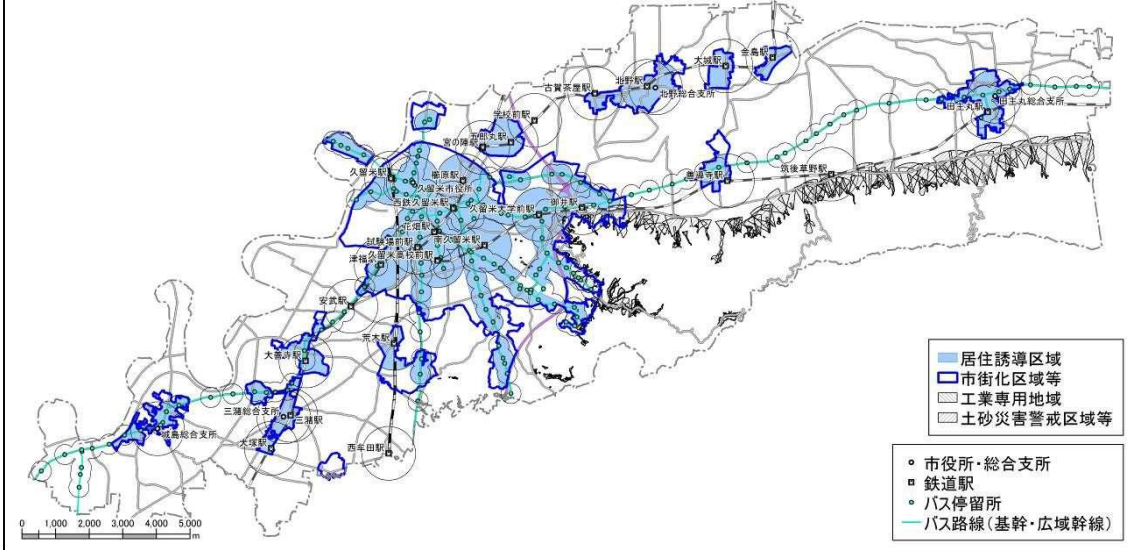 金島駅
大城駅
北野駅
古賀茶屋駅
北野総合支所
田主丸総合支所
田主丸駅
学校前駅
五郎丸駅
宮の陣駅
善導寺駅
筑後草野駅
久留米駅
櫛原駅
久留米市役所
西鉄久留米駅
久留米大学前駅
御井駅
花畑駅
試験場前駅
南久留米駅
久留米高校前駅
津福
安武駅
荒木駅
大善寺駅
三潴総合支所
三潴駅
城島総合支所
犬塚駅
西牟田駅
居住誘導区域
市街化区域等
工業専用地域
土砂災害警戒区域等
市役所・総合支所
鉄道駅
バス停留所
バス路線(基幹・広域幹線)
0 1,000 2,000 3,000 4,000 5,000
m